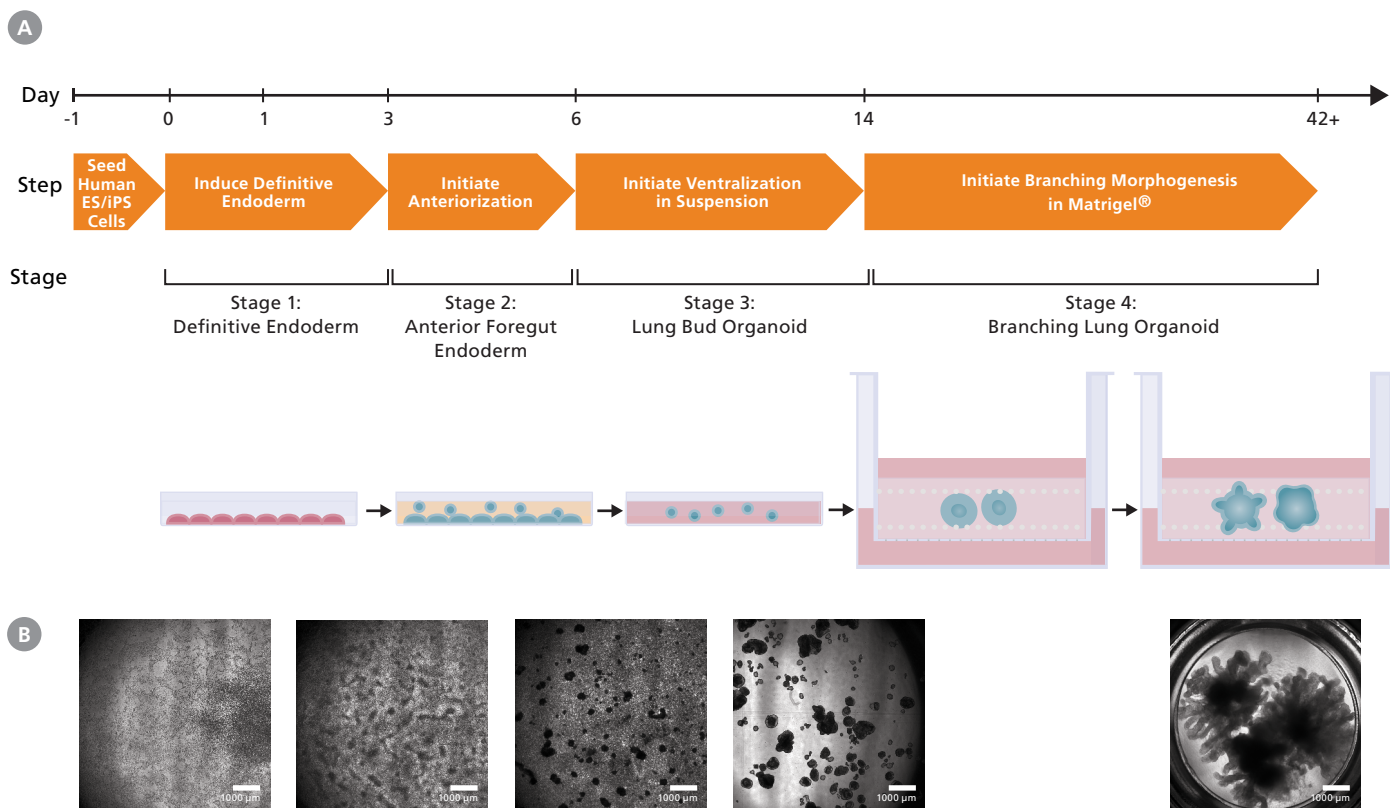 A
Day
-1 0 1 3 6 14 42+
Step
Seed
Human
ES/iPS
Cells
Induce Definitive
Endoderm
Initiate
Anteriorization
Initiate Ventralization
in Suspension
Initiate Branching Morphogenesis
in Matrigel®
Stage
Stage 1:
Definitive Endoderm
Stage 2:
Anterior Foregut
Endoderm
Stage 3:
Lung Bud Organoid
Stage 4:
Branching Lung Organoid
B
1000 µm
1000 µm
1000 µm
1000 µm
1000 µm